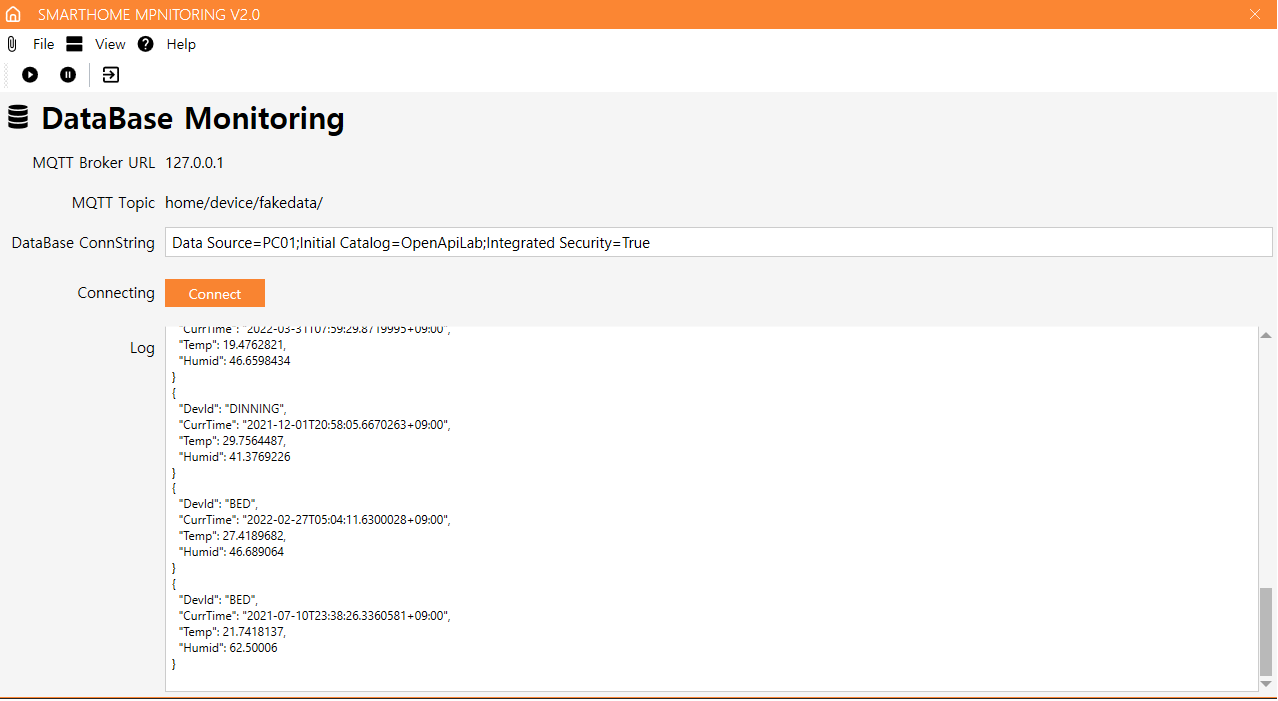 SMARTHOME MPNITORING V2.0
File View Help
DataBase Monitoring
MQTT Broker URL 127.0.0.1
MQTT Topic home/device/fakedata/
DataBase ConnString Data Source=PC01;Initial Catalog=OpenApiLab;Integrated Security=True
Connecting Connect
Log
"CurrTime": "2022-03-31T07:59:29.8719995+09:00",
"Temp": 19.4762821,
"Humid": 46.6598434
}
{
"DevId": "DINNING",
"CurrTime": "2021-12-01T20:58:05.6670263+09:00",
"Temp": 29.7564487,
"Humid": 41.3769226
}
{
"DevId": "BED",
"CurrTime": "2022-02-27T05:04:11.6300028+09:00",
"Temp": 27.4189682,
"Humid": 46.689064
}
{
"DevId": "BED",
"CurrTime": "2021-07-10T23:38:26.3360581+09:00",
"Temp": 21.7418137,
"Humid": 62.50006
}